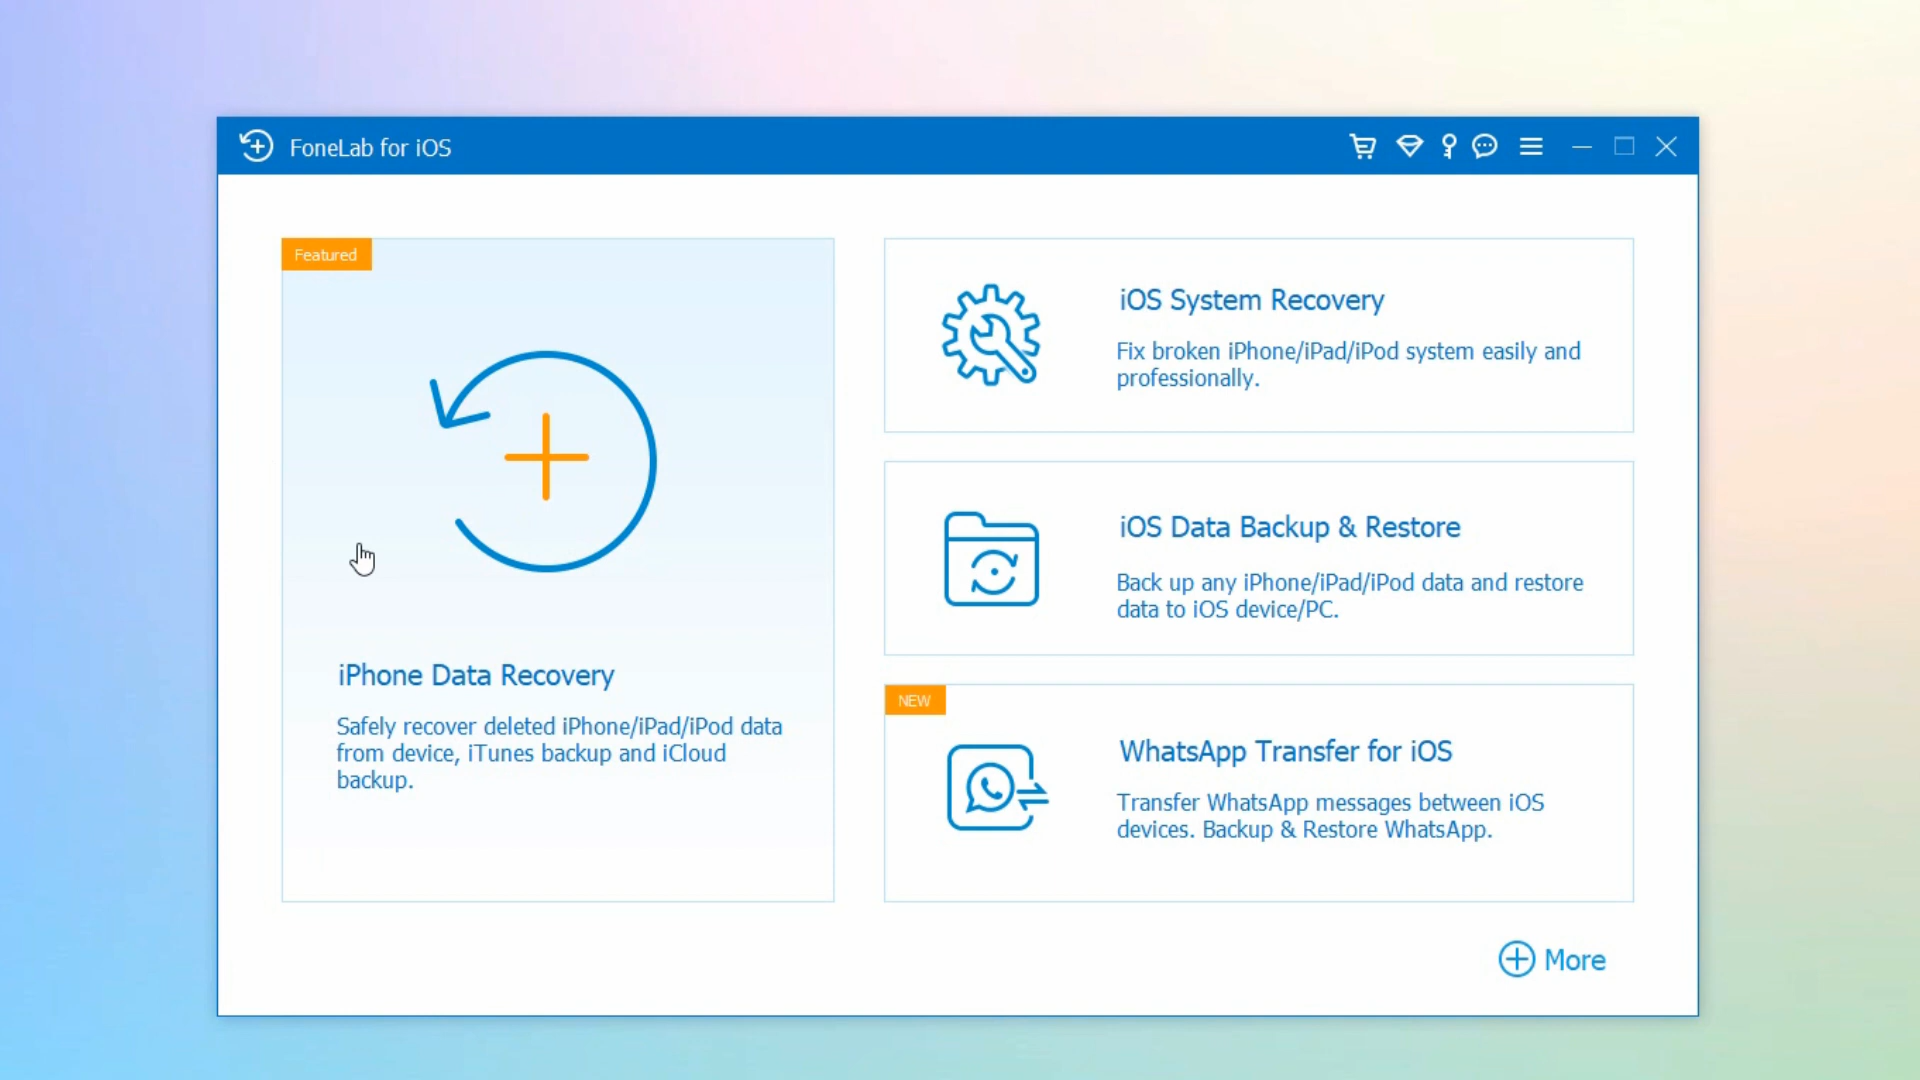 FoneLab for iOS
Featured
iPhone Data Recovery
Safely recover deleted iPhone/iPad/iPod data
from device, iTunes backup and iCloud
backup.
iOS System Recovery
Fix broken iPhone/iPad/iPod system easily and
professionally.
iOS Data Backup & Restore
Back up any iPhone/iPad/iPod data and restore
data to iOS device/PC.
NEW
WhatsApp Transfer for iOS
Transfer WhatsApp messages between iOS
devices. Backup & Restore WhatsApp.
More